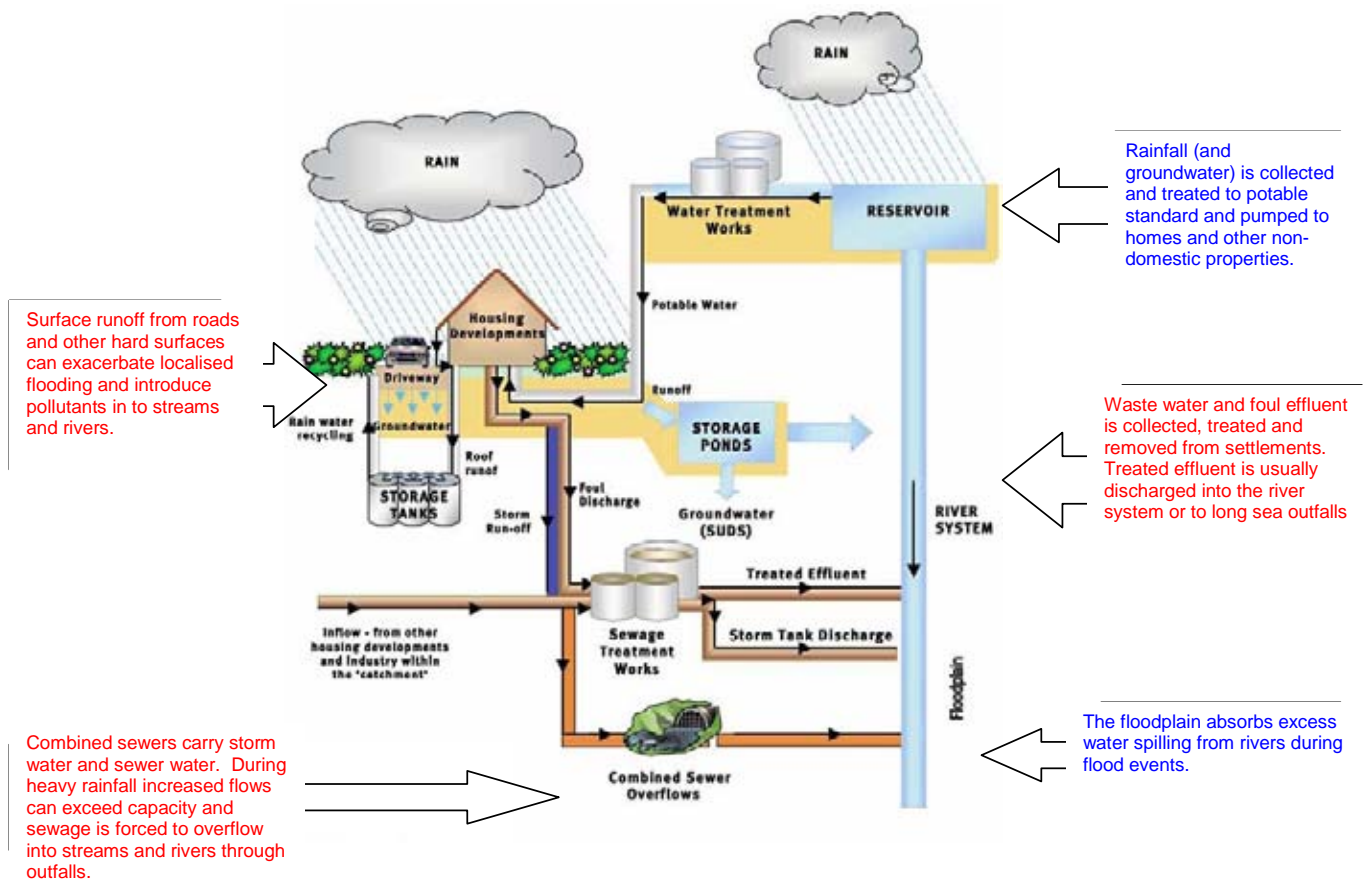 RAIN
RAIN
Rainfall (and
groundwater) is collected
and treated to potable
standard and pumped to
homes and other non-
domestic properties.
Water Treatment
Works
RESERVOIR
Potable Water
Surface runoff from roads
and other hard surfaces
can exacerbate localised
flooding and introduce
pollutants in to streams
and rivers.
Housing
Developments
Driveway
Groundwater
Rain water
recycling
Roof
runof
STORAGE
TANKS
Runoff
STORAGE
PONDS
Groundwater
(SUDS)
Waste water and foul effluent
is collected, treated and
removed from settlements.
Treated effluent is usually
discharged into the river
system or to long sea outfalls
RIVER
SYSTEM
Foul
Discharge
Storm
Run-off
Treated Effluent
Storm Tank Discharge
Sewage
Treatment
Works
Inflow - from other
housing developments
and industry within
the "catchment"
Floodplain
The floodplain absorbs excess
water spilling from rivers during
flood events.
Combined sewers carry storm
water and sewer water. During
heavy rainfall increased flows
can exceed capacity and
sewage is forced to overflow
into streams and rivers through
outfalls.
Combined Sewer
Overflows